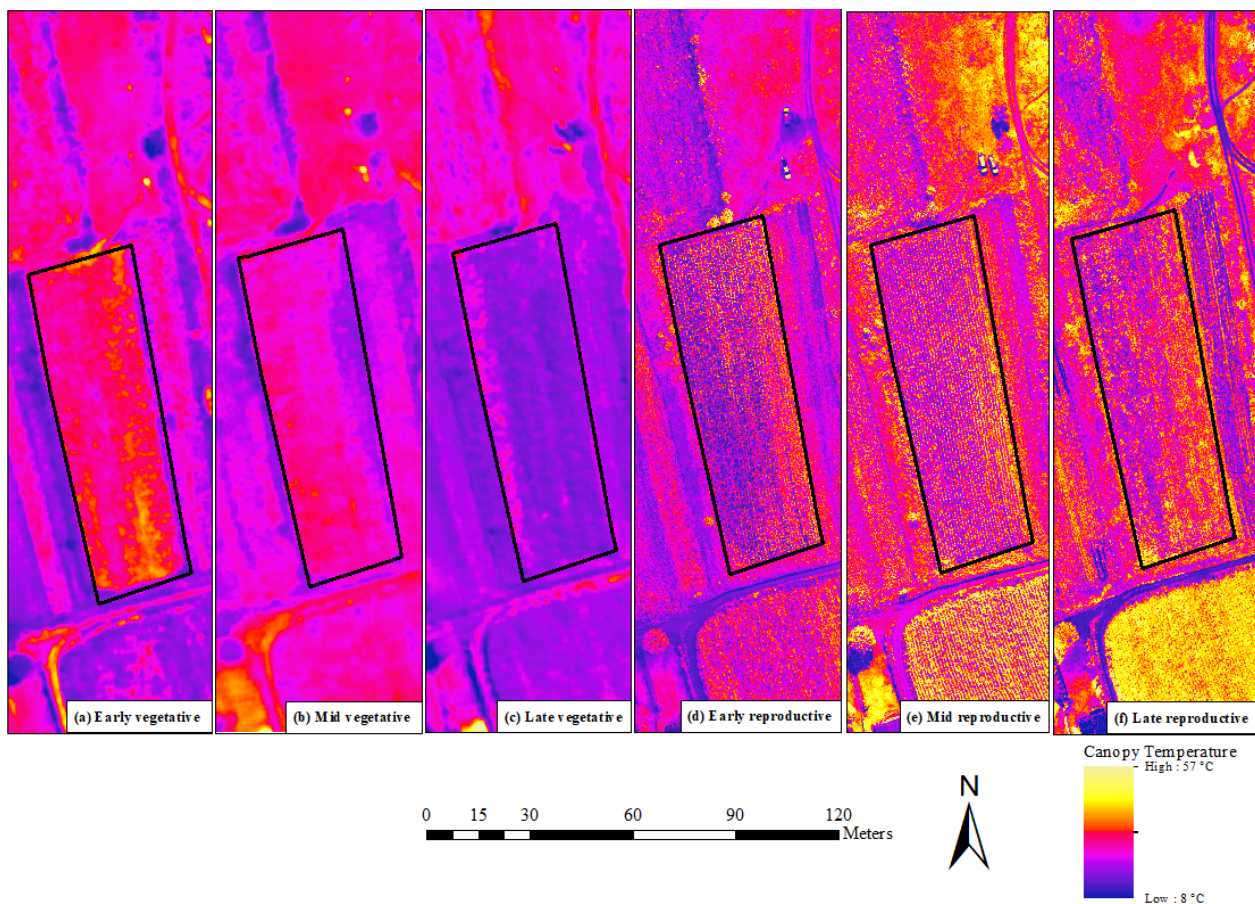 (a) Early vegetative
(b) Mid vegetative
(c) Late vegetative
(d) Early reproductive
(e) Mid reproductive
(f) Late reproductive
Canopy Temperature
High : 57 °C
Low : 8 °C
0 15 30 60 90 120
Meters
N